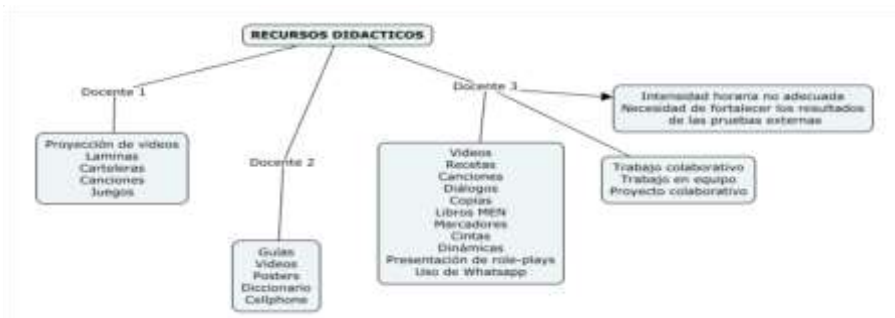 RECURSOS DIDACTICOS
Docente 1
Proyección de videos
Laminas
Carteleras
Canciones
Juegos
Docente 2
Guías
Videos
Posters
Diccionario
Cellphone
Docente 3
Videos
Recetas
Canciones
Diálogos
Copias
Libros MEN
Marcadores
Cintas
Dinámicas
Presentación de role-plays
Uso de Whatsapp
Intensidad horaria no adecuada
Necesidad de fortalecer los resultados
de las pruebas externas
Trabajo colaborativo
Trabajo en equipo
Proyecto colaborativo